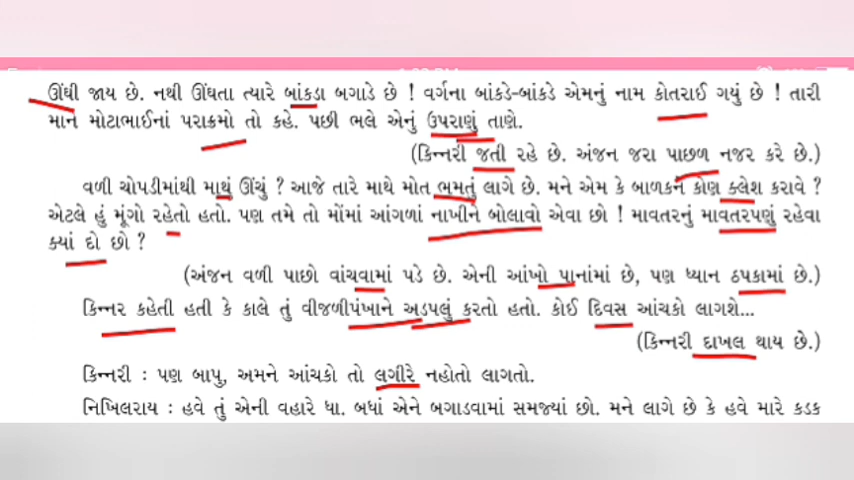 ઊંઘી જાય છે. નથી ઊંઘતા ત્યારે બાંકડા બગાડે છે ! વર્ગના બાંકડે-બાંકડે એમનું નામ કોતરાઈ ગયું છે ! તારી
માને મોટાભાઈનાં પરાક્રમો તો કહે. પછી ભલે એનું ઉપરાણું તાણે.
(કિન્નરી જતી રહે છે. અંજન જરા પાછળ નજર કરે છે.)
વળી ચોપડીમાંથી માથું ઊંચું ? આજે તારે માથે મોત ભમતું લાગે છે. મને એમ કે બાળકને કોણ ક્લેશ કરાવે ?
એટલે હું મૂંગો રહેતો હતો. પણ તમે તો મોંમાં આંગળાં નાખીને બોલાવો એવા છો ! માવતરનું માવતરપણું રહેવા
ક્યાં દો છો ?
(અંજન વળી પાછો વાંચવામાં પડે છે. એની આંખો પાનાંમાં છે, પણ ધ્યાન ઠપકામાં છે.)
કિન્નર કહેતી હતી કે કાલે તું વીજળીપંખાને અડપલું કરતો હતો. કોઈ દિવસ આંચકો લાગશે...
(કિન્નરી દાખલ થાય છે.)
કિન્નરી : પણ બાપુ, અમને આંચકો તો લગીરે નહોતો લાગતો.
નિખિલરાય : હવે તું એની વહારે ધા. બધાં એને બગાડવામાં સમજ્યાં છો. મને લાગે છે કે હવે મારે કડક